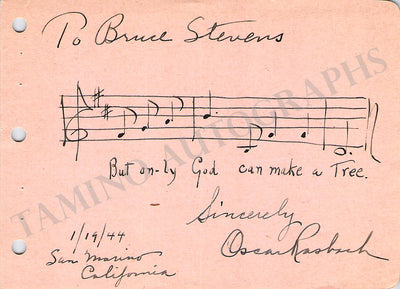 To Bruce Stevens
But on-ly God can make a Tree.
Sincerely
Oscar Rasbach
1/19/44
San Marino
California
TAMINO AUTOGRAPHS